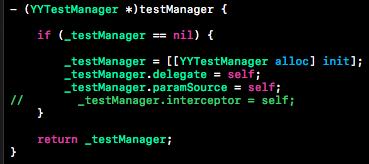 - (YYTestManager *)testManager {
    if (_testManager == nil) {
        _testManager = [[YYTestManager alloc] init];
        _testManager.delegate = self;
        _testManager.paramSource = self;
//        _testManager.interceptor = self;
    }
    return _testManager;
}